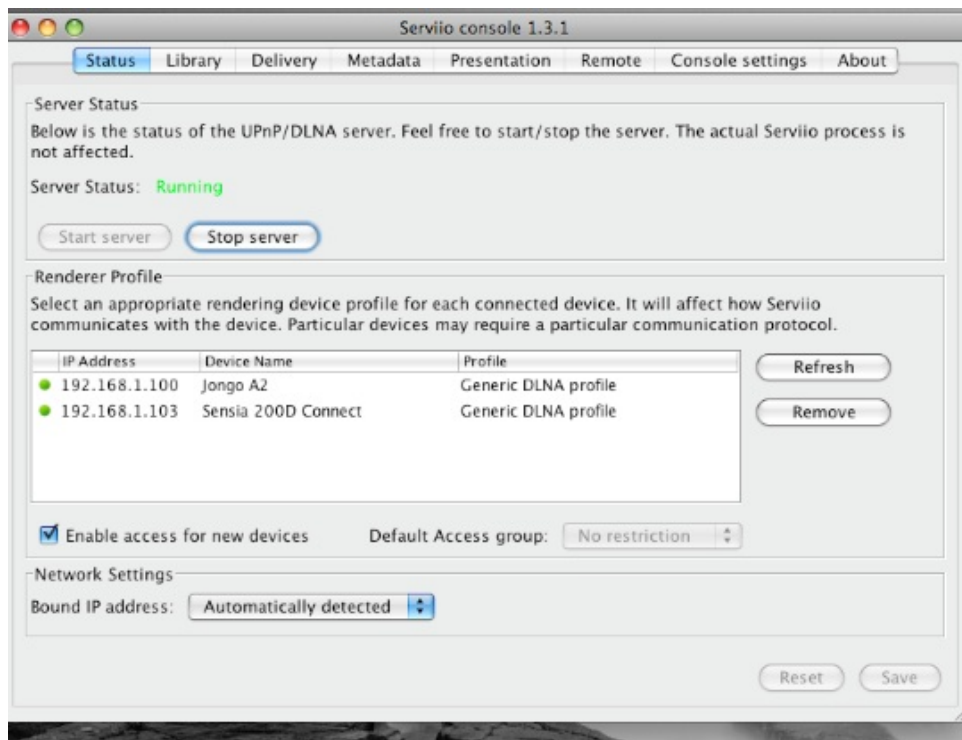 Serviio console 1.3.1
Status Library Delivery Metadata Presentation Remote Console settings About
Server Status
Below is the status of the UPnP/DLNA server. Feel free to start/stop the server. The actual Serviio process is
not affected.
Server Status: Running
Start server Stop server
Renderer Profile
Select an appropriate rendering device profile for each connected device. It will affect how Serviio
communicates with the device. Particular devices may require a particular communication protocol.
IP Address Device Name Profile
192.168.1.100 Jongo A2 Generic DLNA profile
192.168.1.103 Sensia 200D Connect Generic DLNA profile
Refresh
Remove
Enable access for new devices Default Access group: No restriction
Network Settings
Bound IP address: Automatically detected
Reset Save